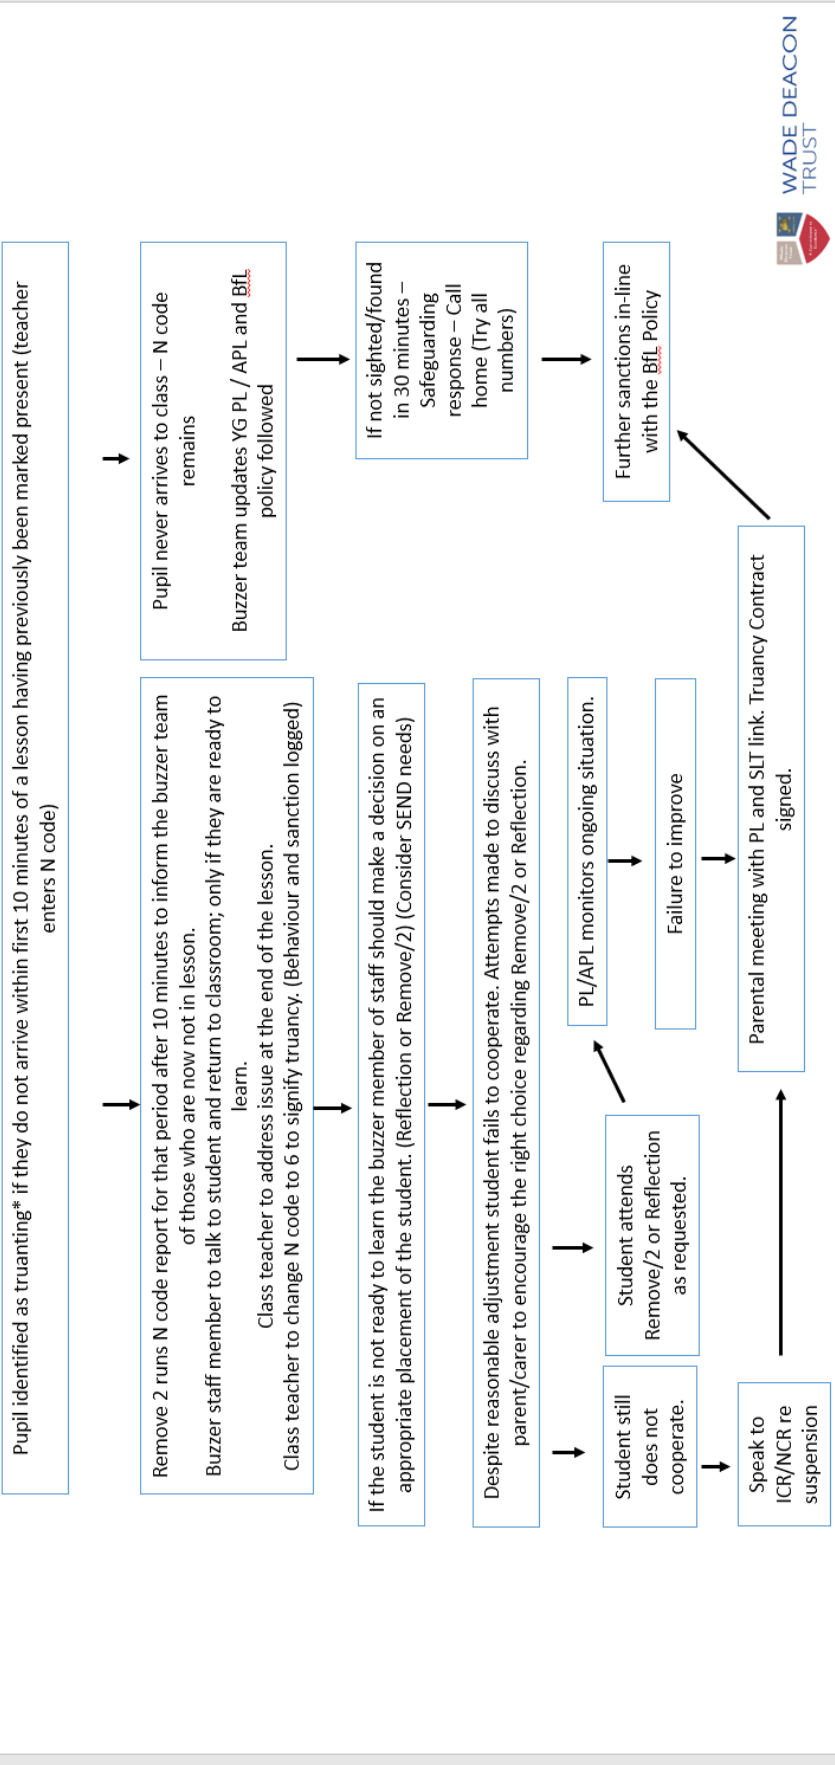 Pupil identified as truanting* if they do not arrive within first 10 minutes of a lesson having previously been marked present (teacher
enters N code)
Remove 2 runs N code report for that period after 10 minutes to inform the buzzer team
of those who are now not in lesson.
Buzzer staff member to talk to student and return to classroom; only if they are ready to
learn.
Class teacher to address issue at the end of the lesson.
Class teacher to change N code to 6 to signify truancy. (Behaviour and sanction logged)
Pupil never arrives to class – N code
remains
Buzzer team updates YG PL / APL and BfL
policy followed
If the student is not ready to learn the buzzer member of staff should make a decision on an
appropriate placement of the student. (Reflection or Remove/2) (Consider SEND needs)
If not sighted/found
in 30 minutes –
Safeguarding
response – Call
home (Try all
numbers)
Despite reasonable adjustment student fails to cooperate. Attempts made to discuss with
parent/carer to encourage the right choice regarding Remove/2 or Reflection.
Student still
does not
cooperate.
Student attends
Remove/2 or Reflection
as requested.
PL/APL monitors ongoing situation.
Failure to improve
Further sanctions in-line
with the BfL Policy
Speak to
ICR/NCR re
suspension
Parental meeting with PL and SLT link. Truancy Contract
signed.
WADE DEACON
TRUST